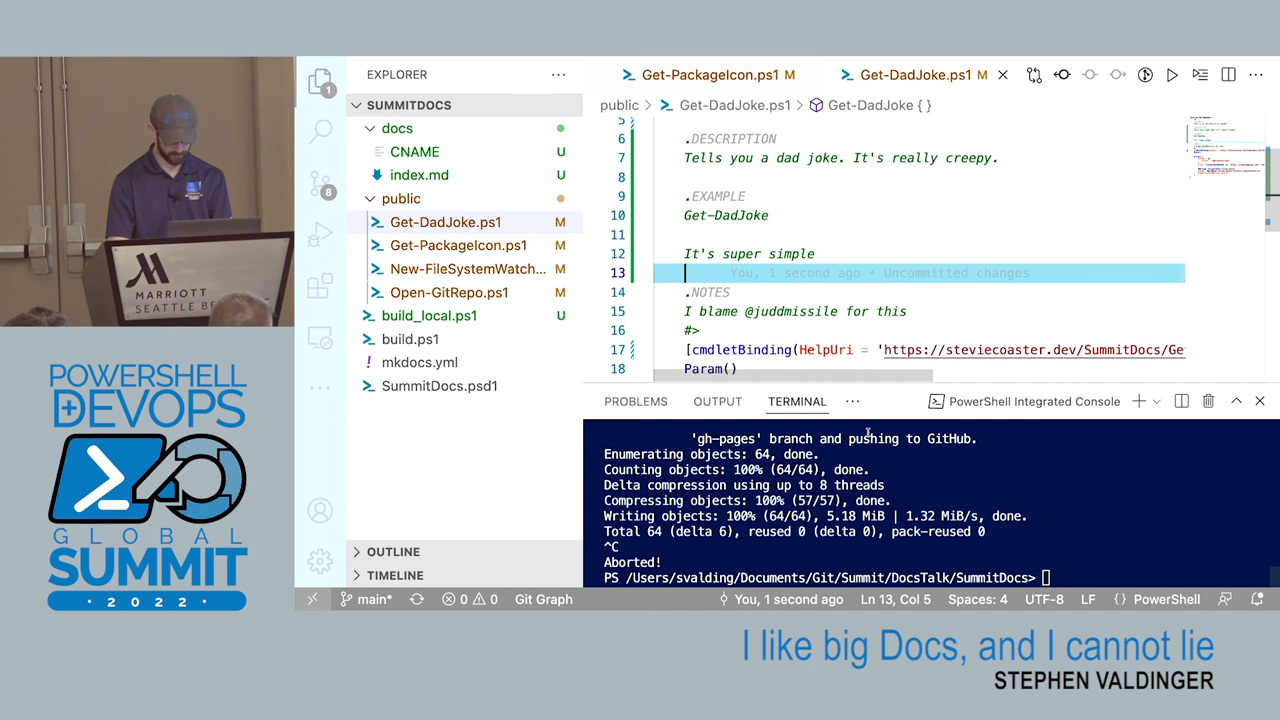 MARRIOTT
POWERSHELL
DEVOPS
GLOBAL
SUMMIT
2022
EXPLORER
SUMMITDOCS
docs
CNAME U
index.md U
public
Get-DadJoke.ps1 M
Get-PackageIcon.ps1 M
New-FileSystemWatch... M
Open-GitRepo.ps1 M
build_local.ps1 U
build.ps1
mkdocs.yml
SummitDocs.psd1
OUTLINE
TIMELINE
1
8
Get-PackageIcon.ps1 M
Get-DadJoke.ps1 M
public > Get-DadJoke.ps1 > Get-DadJoke { }
5
6 .DESCRIPTION
7 Tells you a dad joke. It's really creepy.
8
9 .EXAMPLE
10 Get-DadJoke
11
12 It's super simple
13 You, 1 second ago • Uncommitted changes
14 .NOTES
15 I blame @juddmissile for this
16 #>
17 [cmdletBinding(HelpUri = 'https://steviecoaster.dev/SummitDocs/Ge
18 Param()
PROBLEMS OUTPUT TERMINAL ··· PowerShell Integrated Console
'gh-pages' branch and pushing to GitHub.
Enumerating objects: 64, done.
Counting objects: 100% (64/64), done.
Delta compression using up to 8 threads
Compressing objects: 100% (57/57), done.
Writing objects: 100% (64/64), 5.18 MiB | 1.32 MiB/s, done.
Total 64 (delta 6), reused 0 (delta 0), pack-reused 0
^C
Aborted!
PS /Users/svalding/Documents/Git/Summit/DocsTalk/SummitDocs>
main* 0 0 Git Graph You, 1 second ago Ln 13, Col 5 Spaces: 4 UTF-8 LF { } PowerShell
I like big Docs, and I cannot lie
STEPHEN VALDINGER